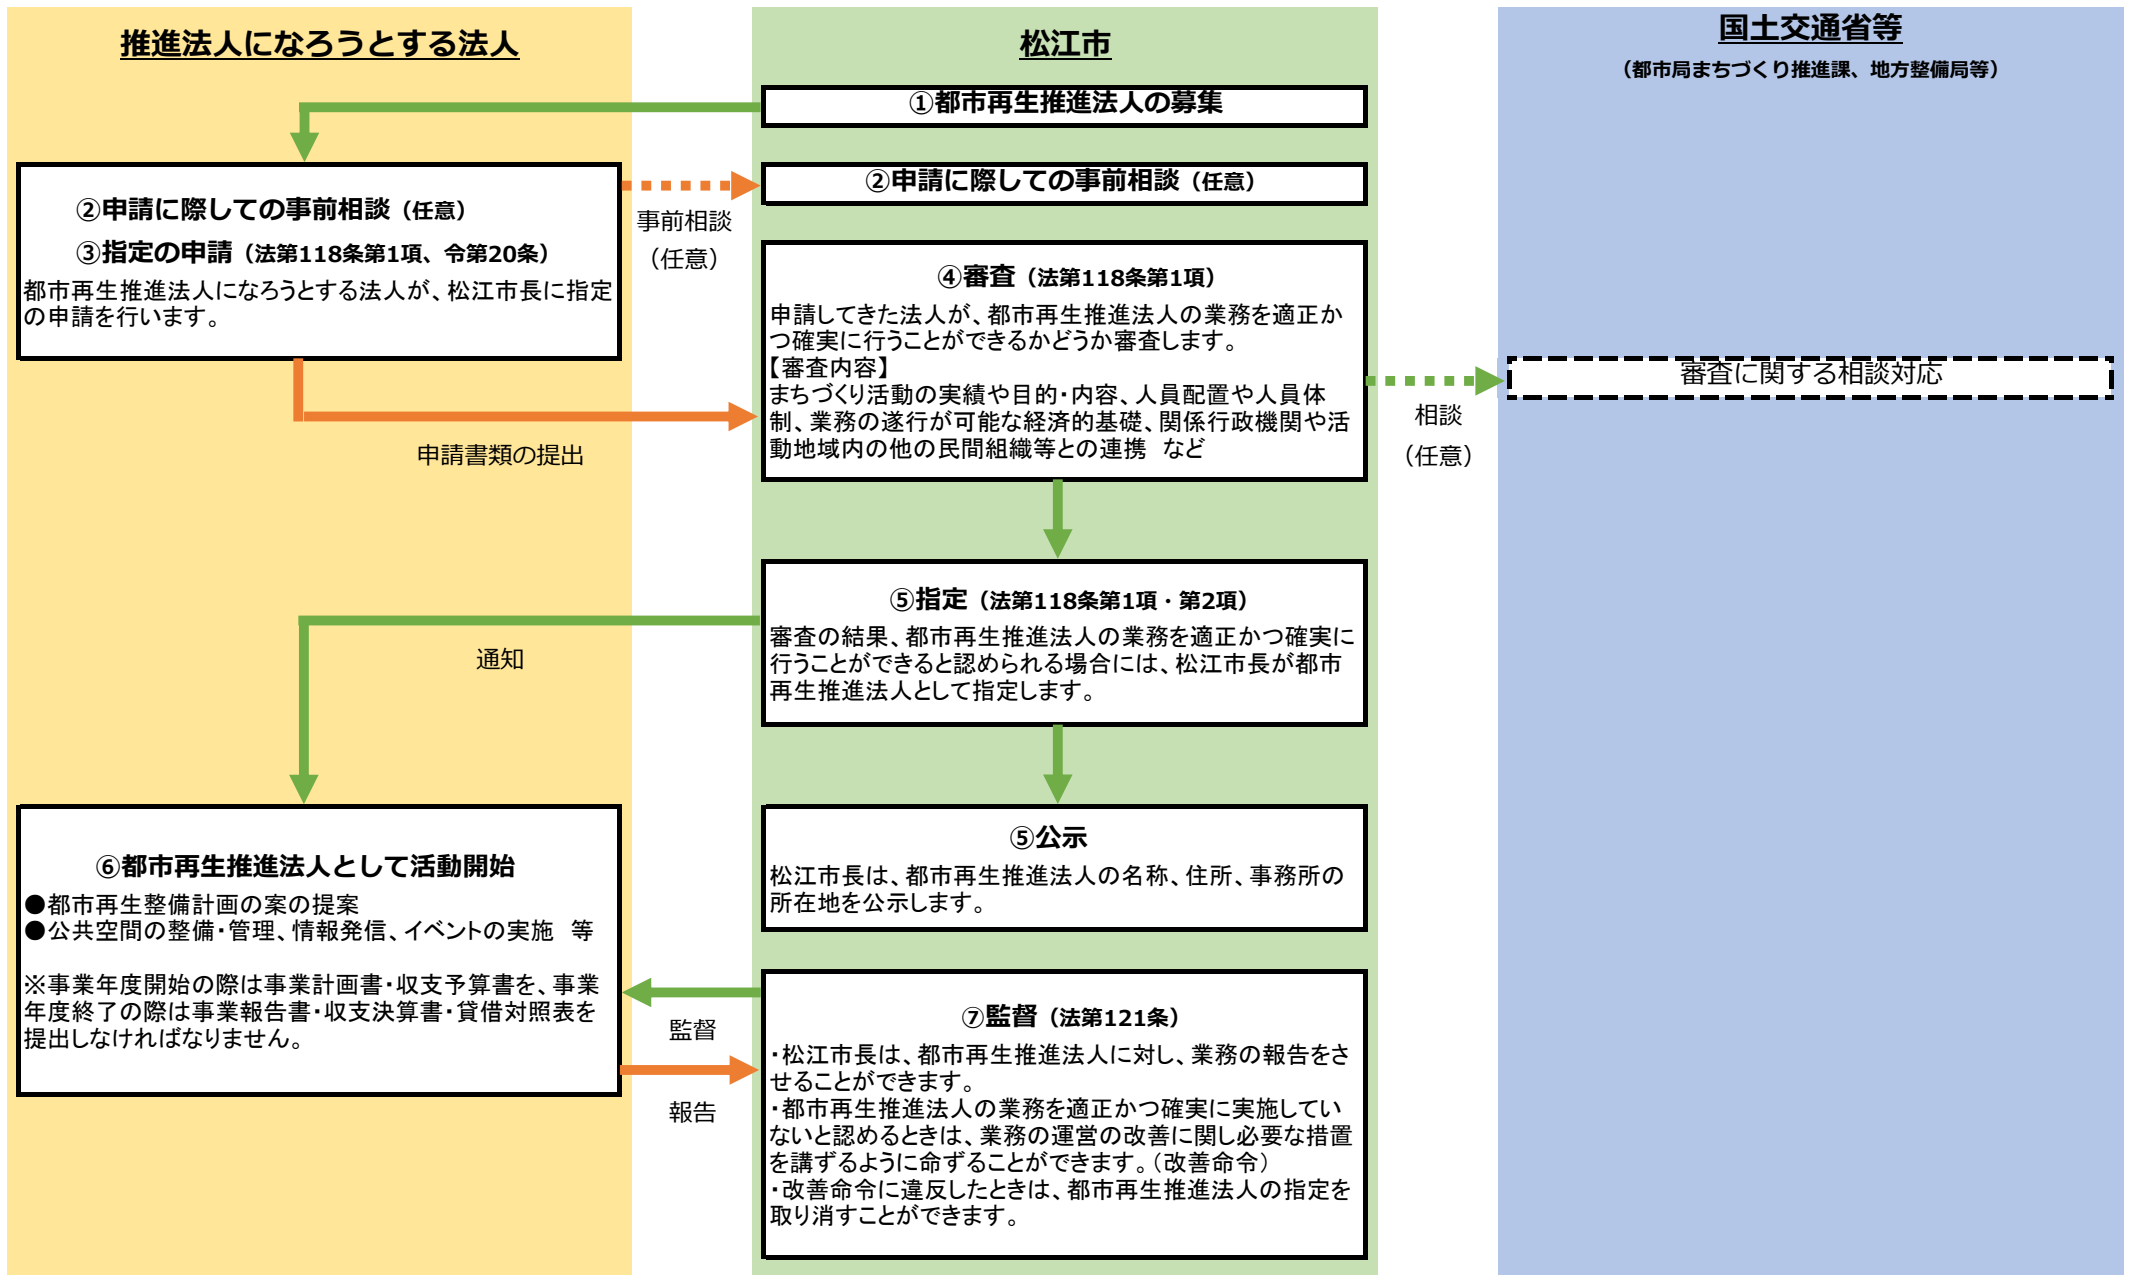 推進法人になろうとする法人
松江市
国土交通省等
（都市局まちづくり推進課、地方整備局等）
①都市再生推進法人の募集
②申請に際しての事前相談（任意）
③指定の申請（法第118条第1項、令第20条）
都市再生推進法人になろうとする法人が、松江市長に指定
の申請を行います。
事前相談
（任意）
②申請に際しての事前相談（任意）
申請書類の提出
④審査（法第118条第1項）
申請してきた法人が、都市再生推進法人の業務を適正か
つ確実に行うことができるかどうか審査します。
【審査内容】
まちづくり活動の実績や目的・内容、人員配置や人員体
制、業務の遂行が可能な経済的基礎、関係行政機関や活
動地域内の他の民間組織等との連携　など
相談
（任意）
審査に関する相談対応
⑤指定（法第118条第1項・第2項）
審査の結果、都市再生推進法人の業務を適正かつ確実に
行うことができると認められる場合には、松江市長が都市
再生推進法人として指定します。
通知
⑤公示
松江市長は、都市再生推進法人の名称、住所、事務所の
所在地を公示します。
⑥都市再生推進法人として活動開始
●都市再生整備計画の案の提案
●公共空間の整備・管理、情報発信、イベントの実施　等
※事業年度開始の際は事業計画書・収支予算書を、事業
年度終了の際は事業報告書・収支決算書・貸借対照表を
提出しなければなりません。
監督
報告
⑦監督（法第121条）
・松江市長は、都市再生推進法人に対し、業務の報告をさ
せることができます。
・都市再生推進法人の業務を適正かつ確実に実施してい
ないと認めるときは、業務の運営の改善に関し必要な措置
を講ずるように命ずることができます。（改善命令）
・改善命令に違反したときは、都市再生推進法人の指定を
取り消すことができます。